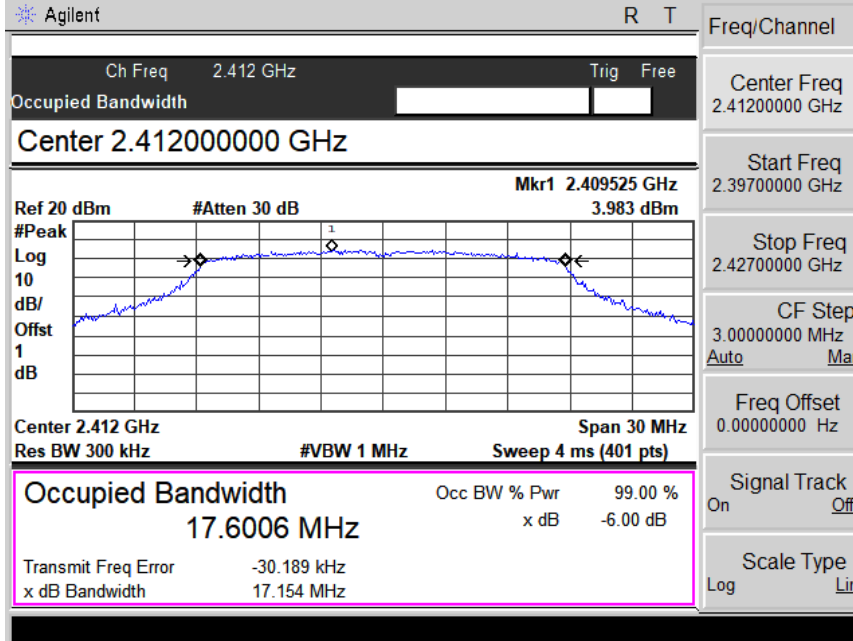 Agilent
R T
Ch Freq 2.412 GHz Trig Free
Occupied Bandwidth
Center 2.412000000 GHz
Mkr1 2.409525 GHz
Ref 20 dBm #Atten 30 dB 3.983 dBm
#Peak
Log
10
dB/
Offst
1
dB
1
Center 2.412 GHz Span 30 MHz
Res BW 300 kHz #VBW 1 MHz Sweep 4 ms (401 pts)
Occupied Bandwidth
17.6006 MHz
Occ BW % Pwr 99.00 %
x dB -6.00 dB
Transmit Freq Error -30.189 kHz
x dB Bandwidth 17.154 MHz
Freq/Channel
Center Freq
2.41200000 GHz
Start Freq
2.39700000 GHz
Stop Freq
2.42700000 GHz
CF Step
3.00000000 MHz
Auto Ma
Freq Offset
0.00000000 Hz
Signal Track
On Off
Scale Type
Log Lin